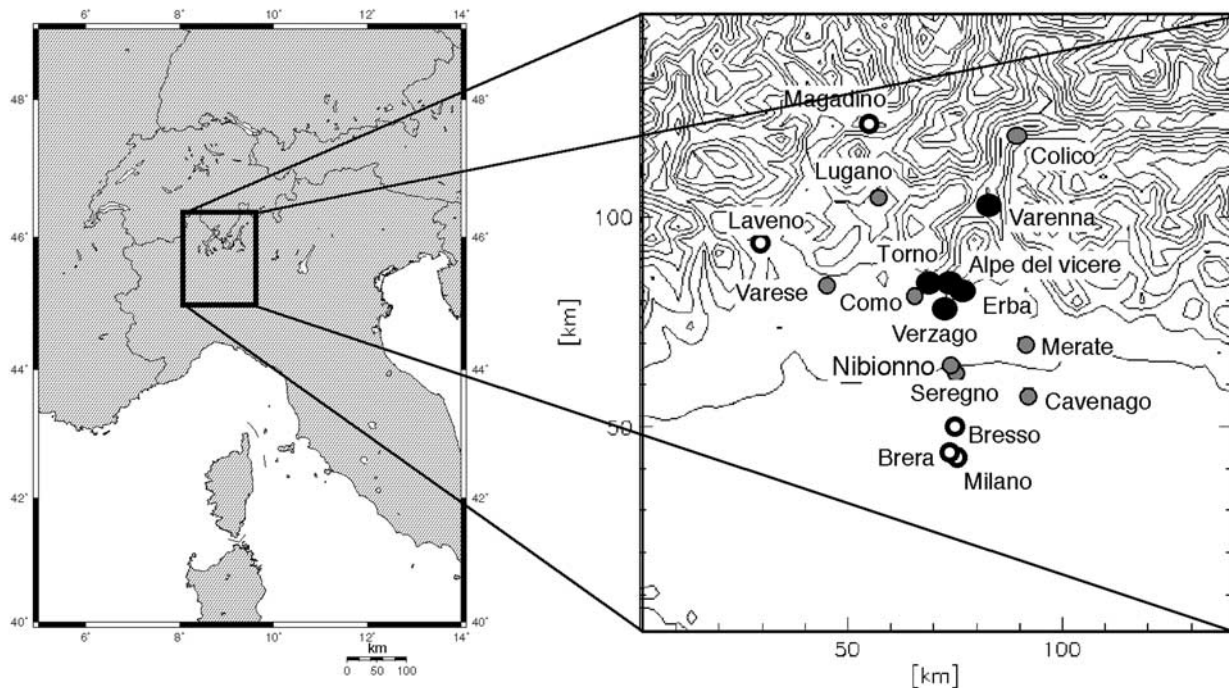 6˚ 8˚ 10˚ 12˚ 14˚
48˚ 48˚
46˚ 46˚
44˚ 44˚
42˚ 42˚
40˚ 40˚
6˚ 8˚ 10˚ 12˚ 14˚
km
0 50 100
Magadino
Colico
Lugano
100
Varenna
Laveno
Torno
Alpe del vicere
Varese
Como
Erba
Verzago
[km]
Merate
Nibionno
Seregno
Cavenago
50
Bresso
Brera
Milano
50 100
[km]